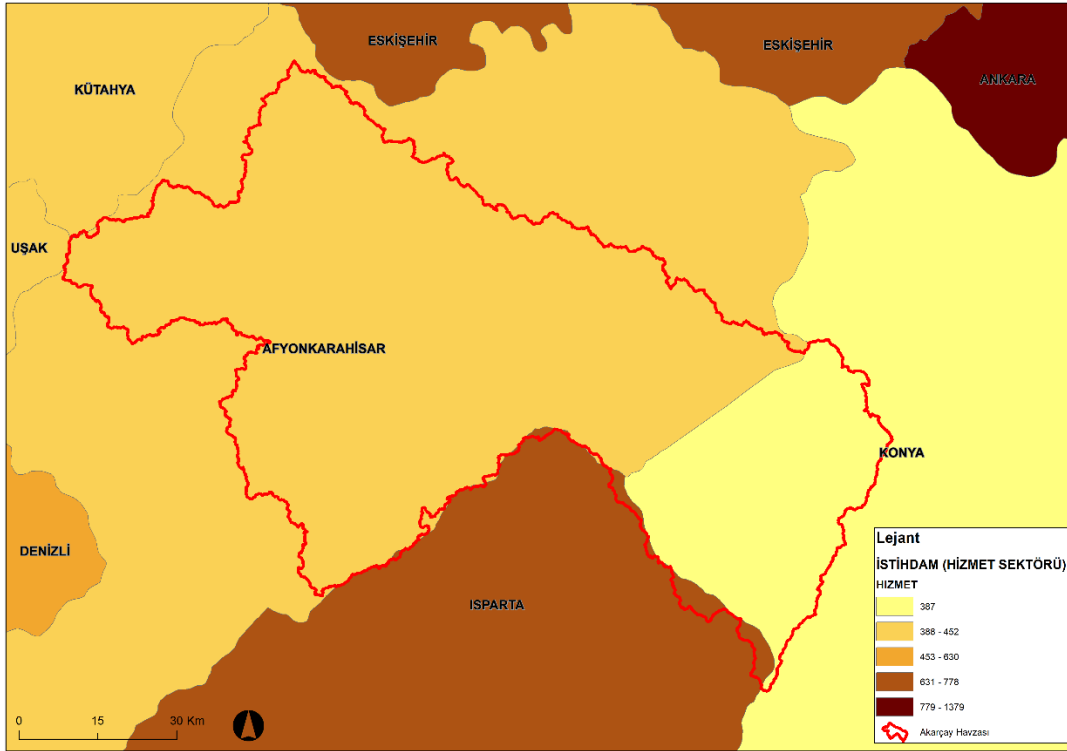 ESKİŞEHİR
ESKİŞEHİR
ANKARA
KÜTAHYA
UŞAK
AFYONKARAHİSAR
KONYA
DENİZLİ
ISPARTA
Lejant
İSTİHDAM (HİZMET SEKTÖRÜ)
HIZMET
387
388 - 452
453 - 630
631 - 778
779 - 1379
Akarçay Havzası
0 15 30 Km